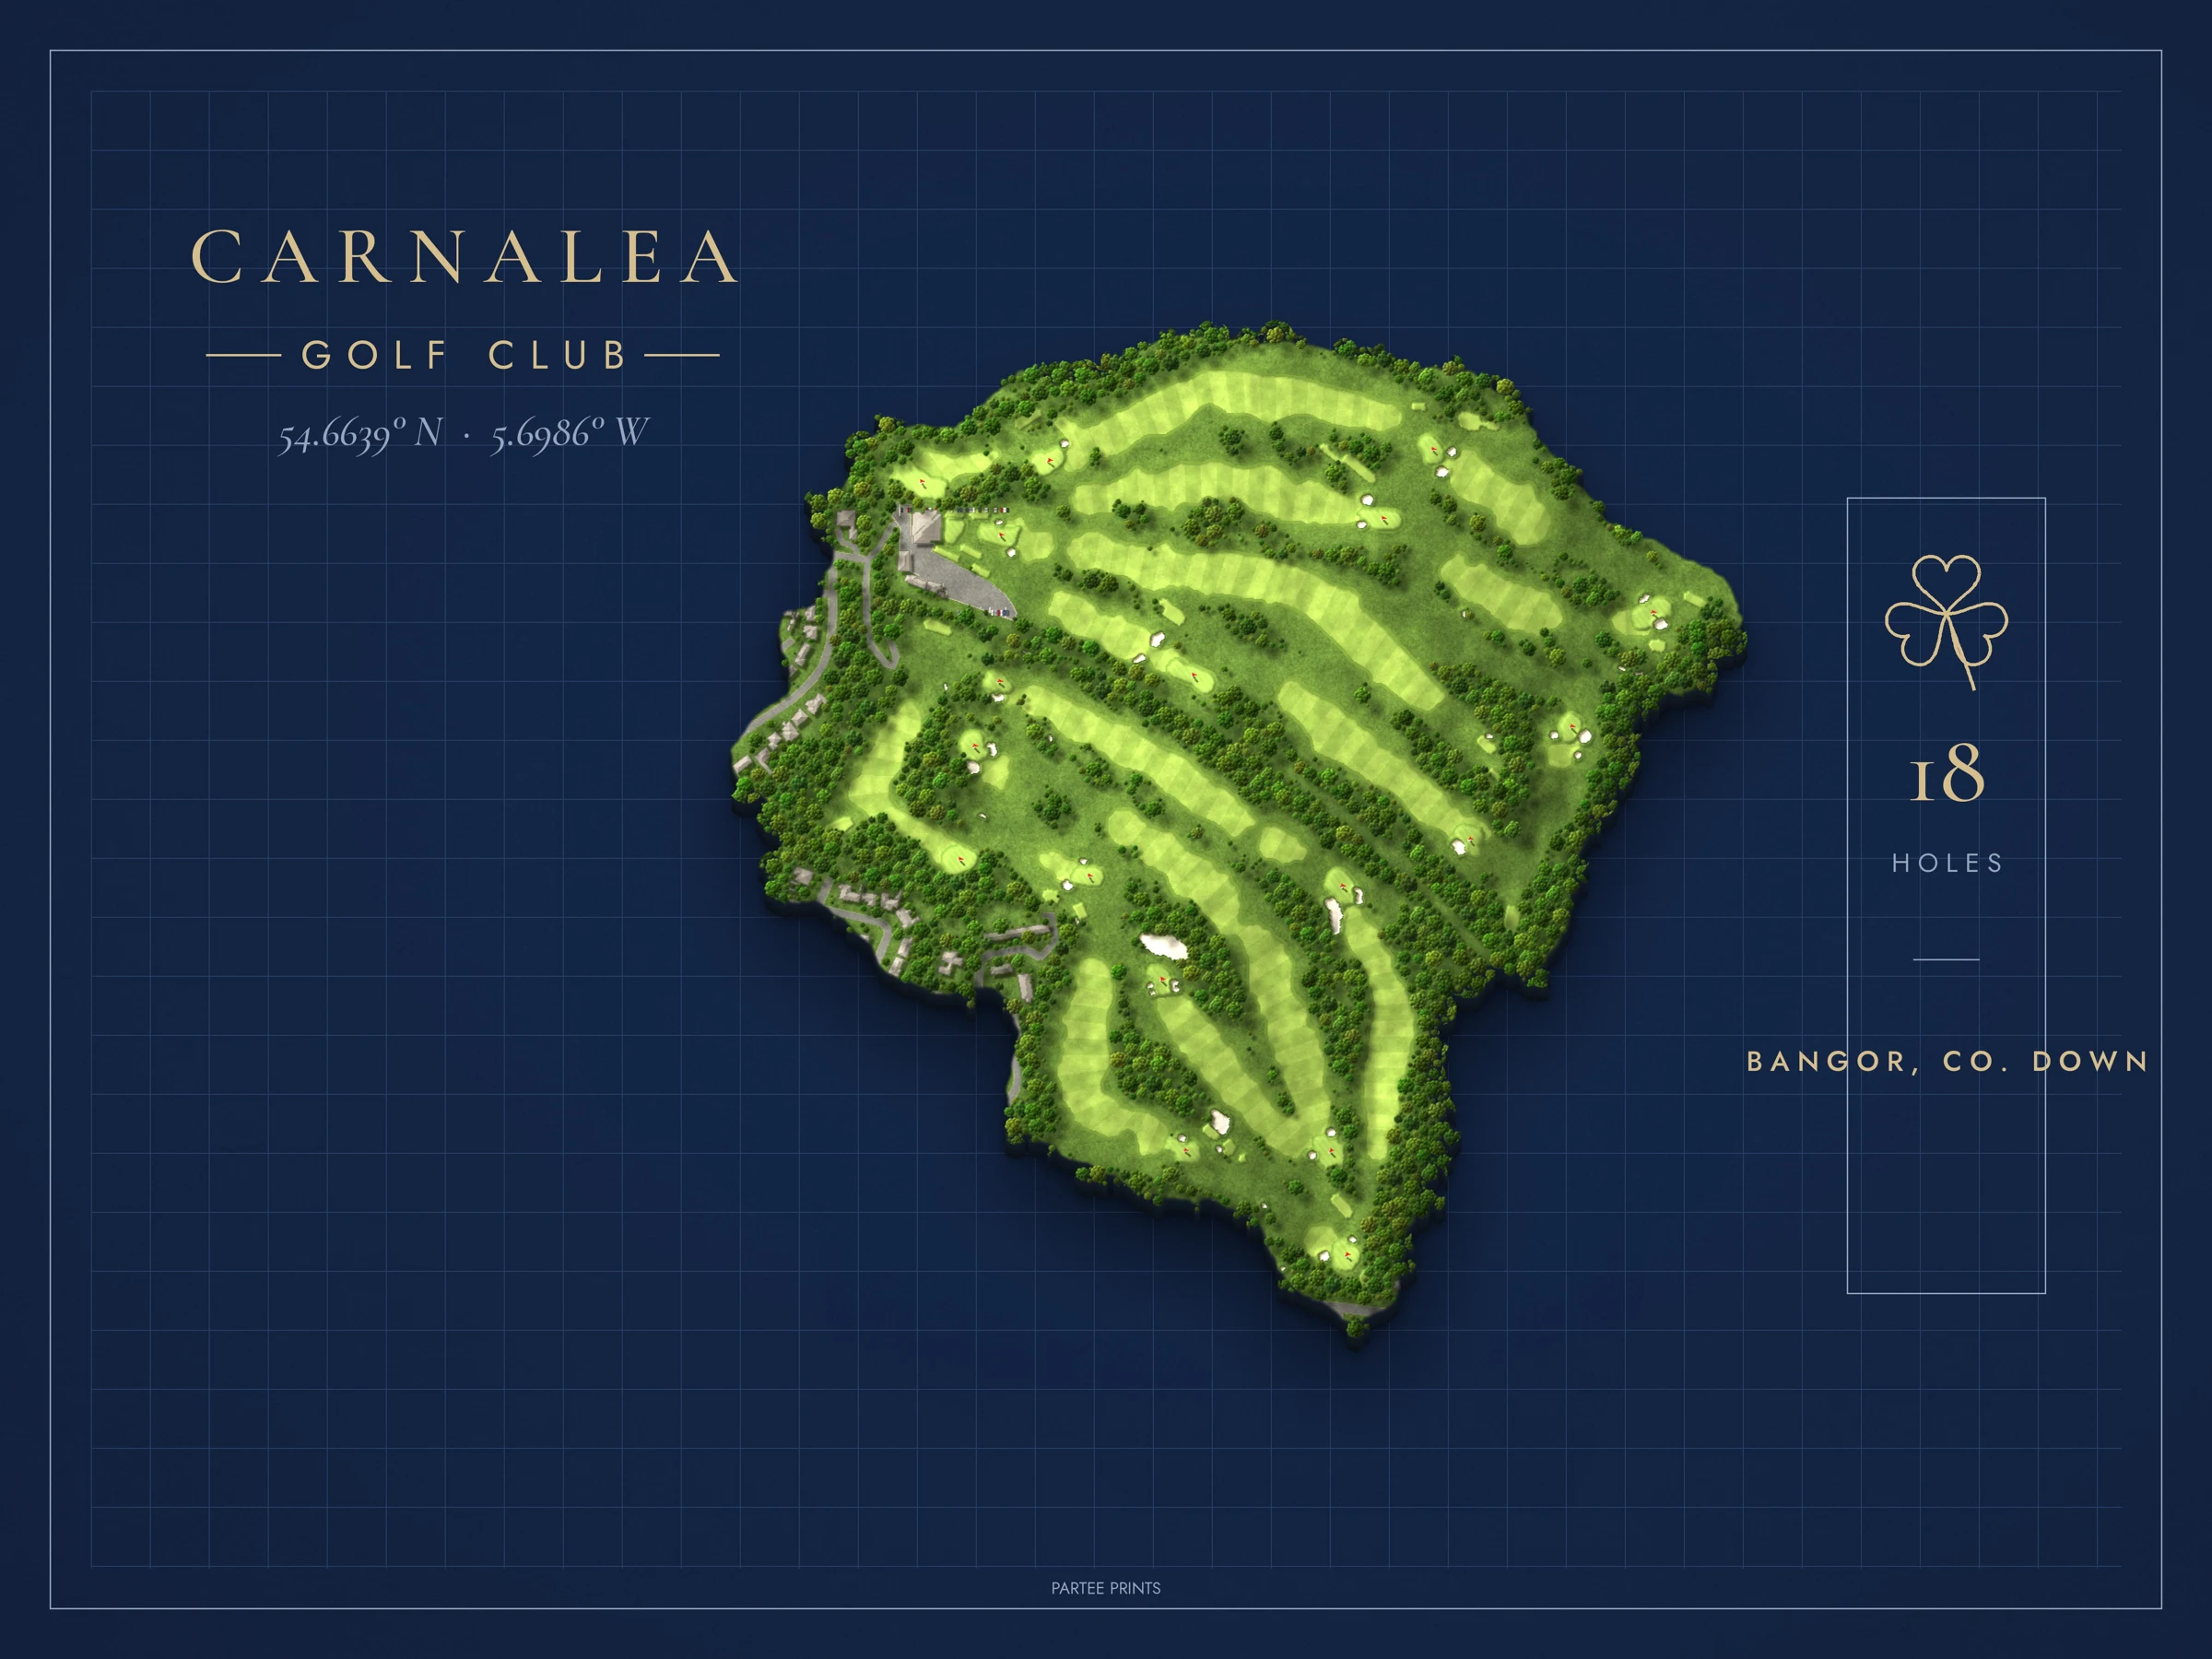 CARNALEA
GOLF CLUB
54.6639° N · 5.6986° W
18
HOLES
BANGOR, CO. DOWN
PARTEE PRINTS